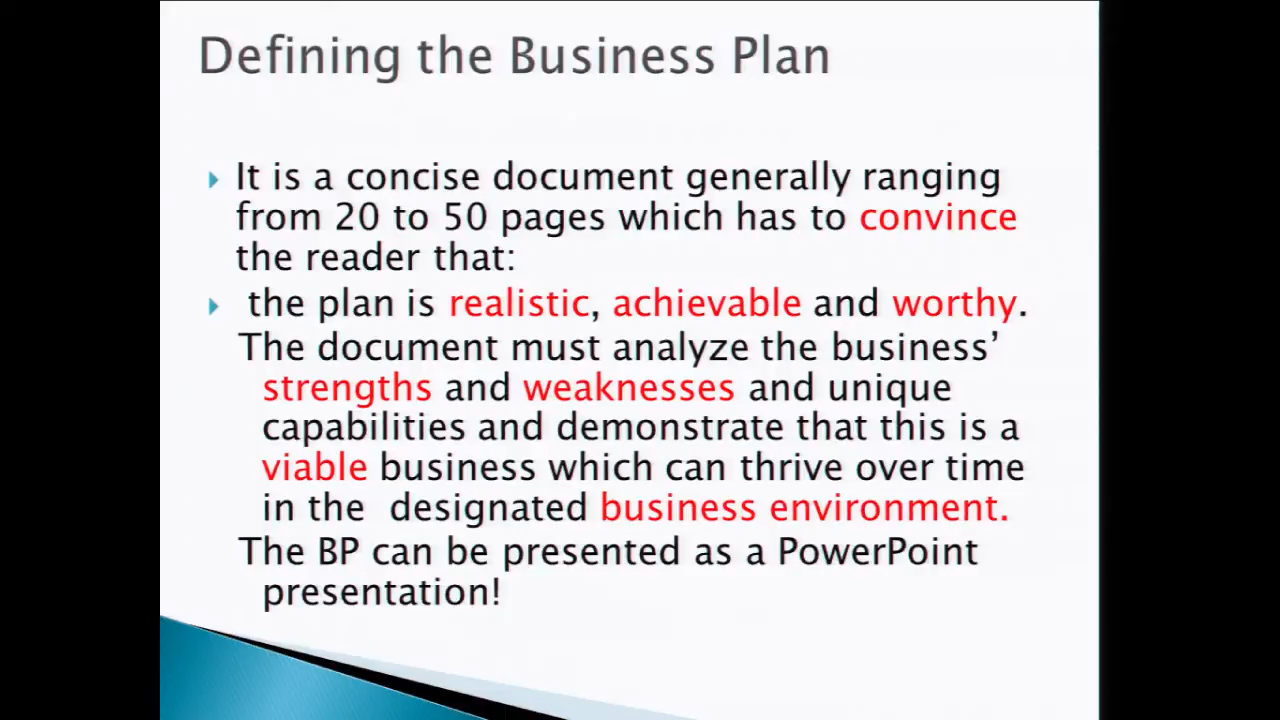 Defining the Business Plan
It is a concise document generally ranging
from 20 to 50 pages which has to convince
the reader that:
the plan is realistic, achievable and worthy.
The document must analyze the business’
strengths and weaknesses and unique
capabilities and demonstrate that this is a
viable business which can thrive over time
in the designated business environment.
The BP can be presented as a PowerPoint
presentation!